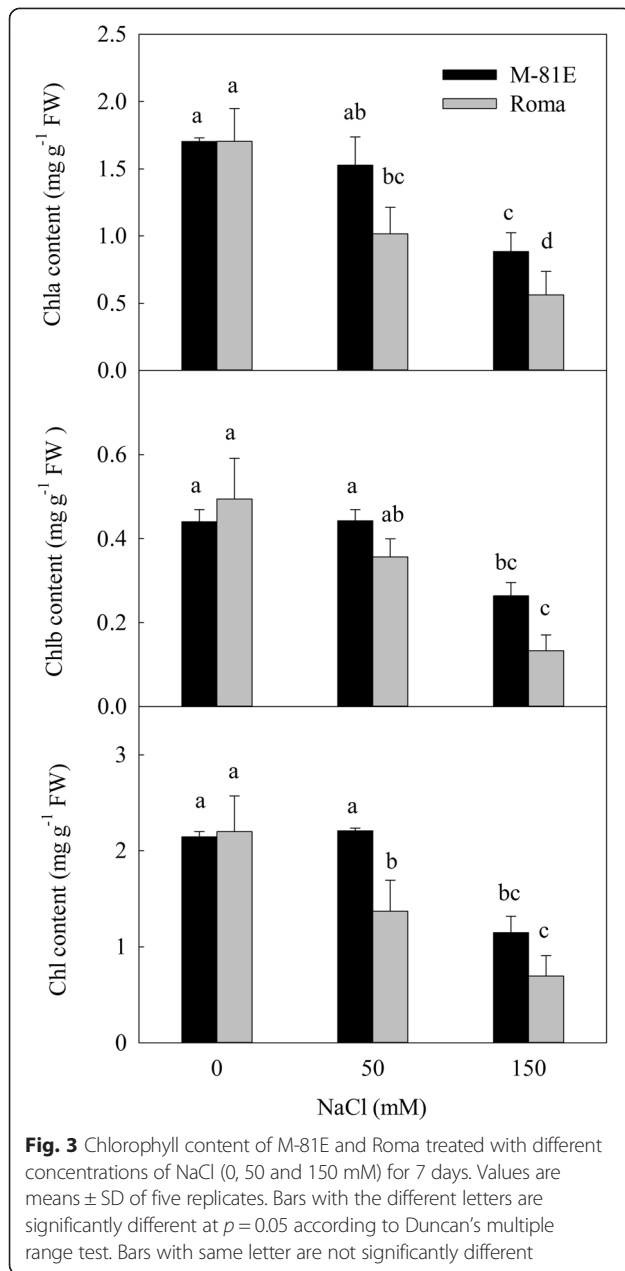 M-81E
Roma
a a ab bc c d
2.0
1.5
1.0
0.5
0.0
Chla content (mg g⁻¹ FW)
a a a ab bc c
0.6
0.4
0.2
0.0
Chlb content (mg g⁻¹ FW )
a a a b bc c
3
2
1
0
Chl content (mg g⁻¹ FW)
0 50 150
NaCl (mM)
Fig. 3 Chlorophyll content of M-81E and Roma treated with different
concentrations of NaCl (0, 50 and 150 mM) for 7 days. Values are
means ± SD of five replicates. Bars with the different letters are
significantly different at p = 0.05 according to Duncan’s multiple
range test. Bars with same letter are not significantly different